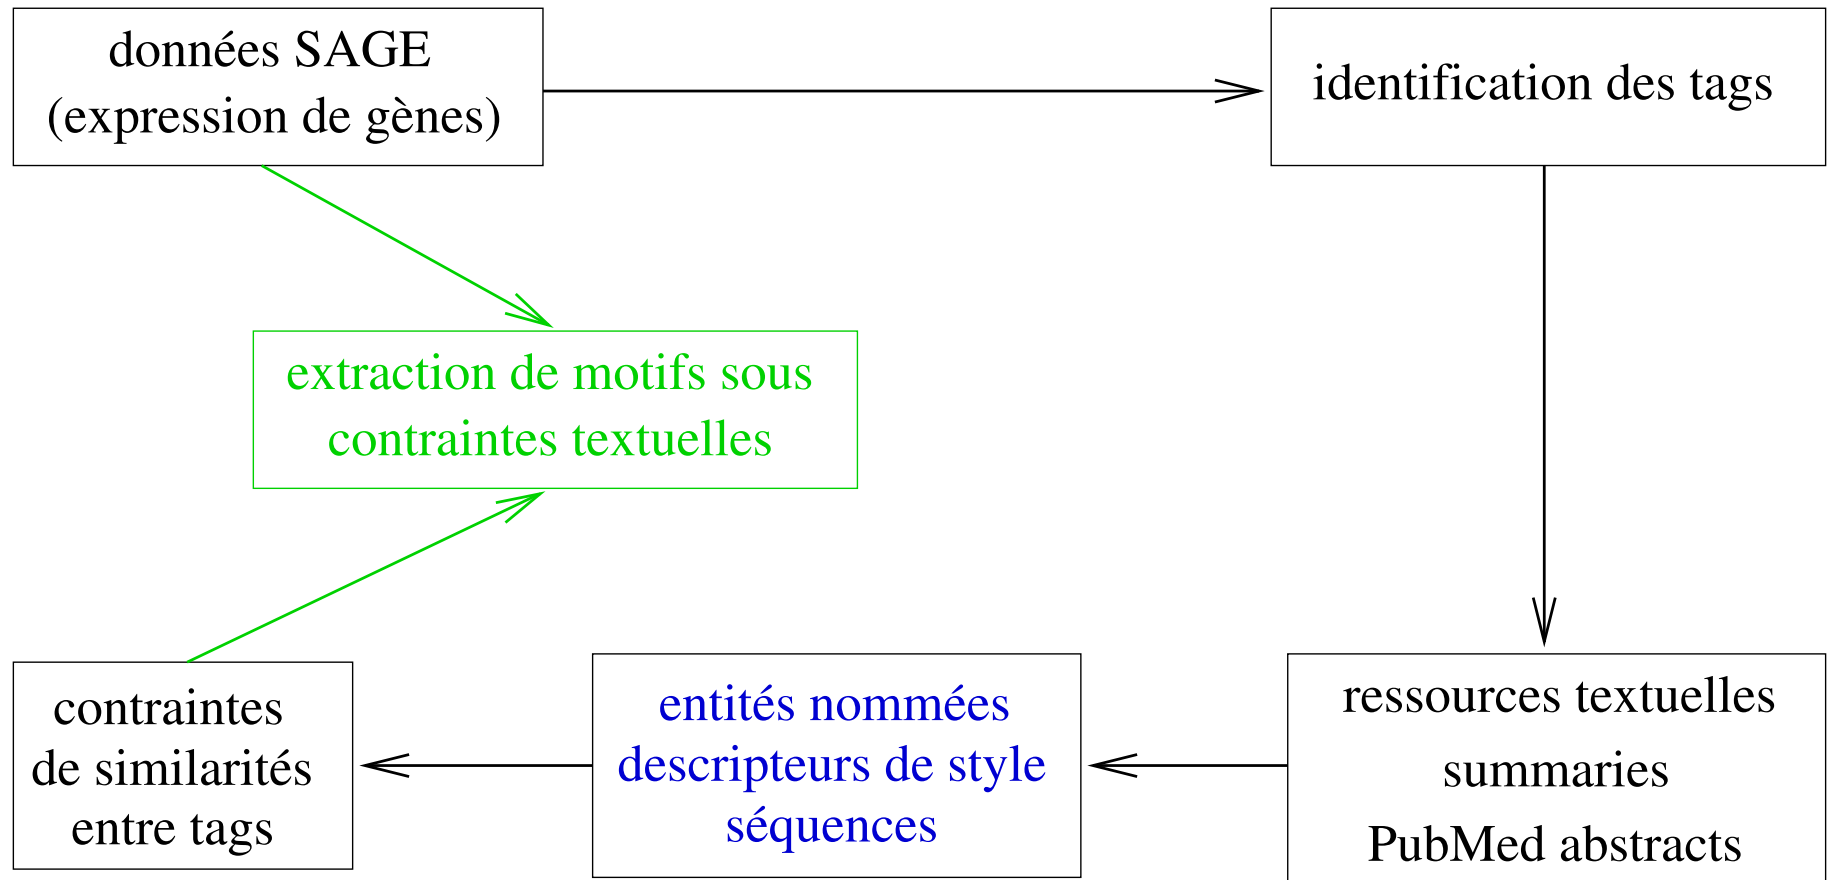 données SAGE
(expression de gènes)
identification des tags
extraction de motifs sous
contraintes textuelles
contraintes
de similarités
entre tags
entités nommées
descripteurs de style
séquences
ressources textuelles
summaries
PubMed abstracts